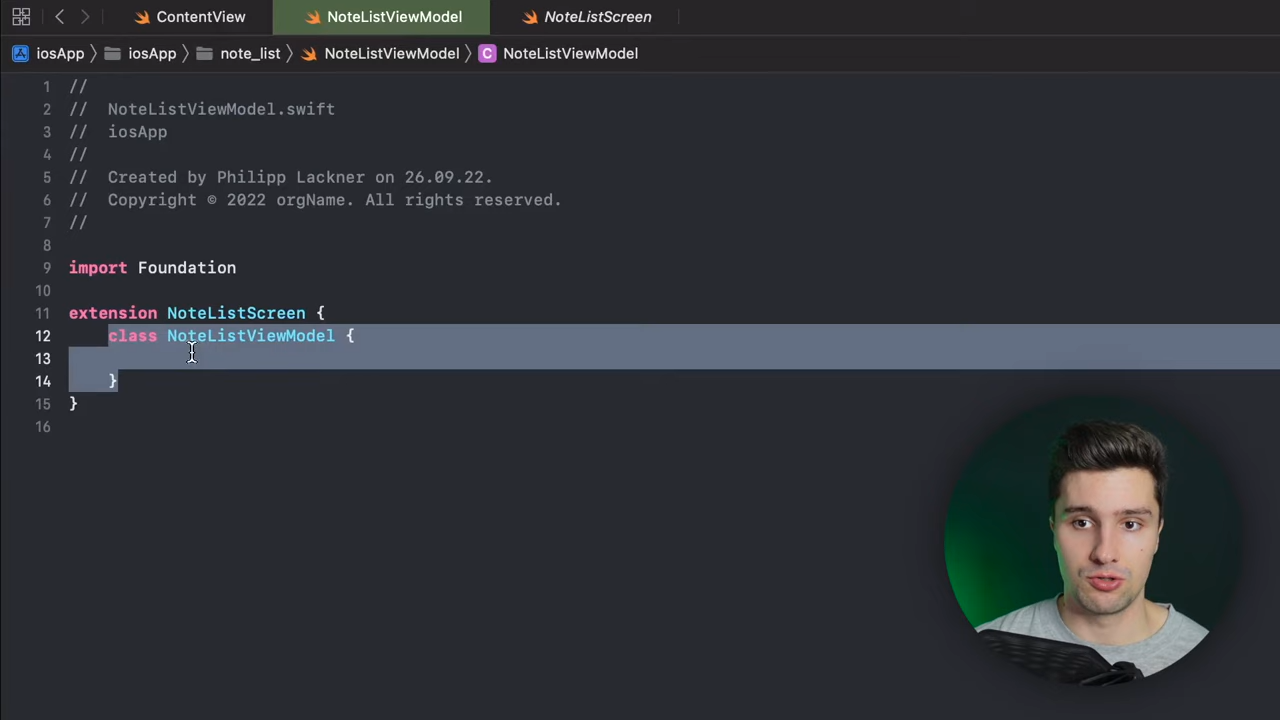 ContentView NoteListViewModel NoteListScreen
iosApp 〉 iosApp 〉 note_list 〉 NoteListViewModel 〉 C NoteListViewModel
1 //
2 //  NoteListViewModel.swift
3 //  iosApp
4 //
5 //  Created by Philipp Lackner on 26.09.22.
6 //  Copyright © 2022 orgName. All rights reserved.
7 //
8
9 import Foundation
10
11 extension NoteListScreen {
12     class NoteListViewModel {
13
14     }
15 }
16